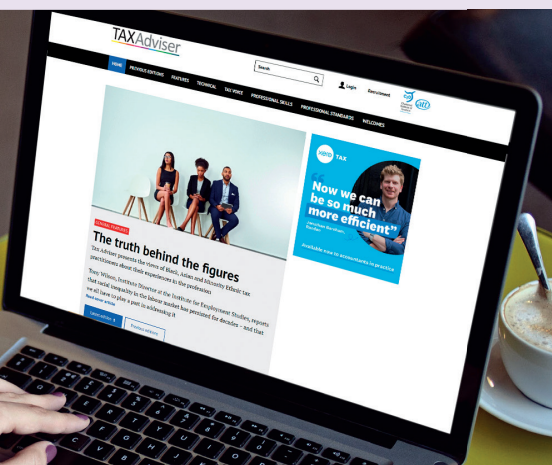 TAXAdviser
Search
Login
Recruitment
att
HOME
PREVIOUS EDITIONS
FEATURES
TECHNICAL
TAX VOICE
PROFESSIONAL SKILLS
PROFESSIONAL STANDARDS
WELCOMES
The truth behind the figures
Tax Adviser presents the views of Black, Asian and Minority Ethnic tax
practitioners about their experiences in the profession
Tony Wilson, Institute Director at the Institute for Employment Studies, reports
that racial inequality in the labour market has persisted for decades – and that
we all have to play a part in addressing it
Read cover article
Previous editions
xero TAX
“Now we can
be so much
more efficient”
Available now to accountants in practice